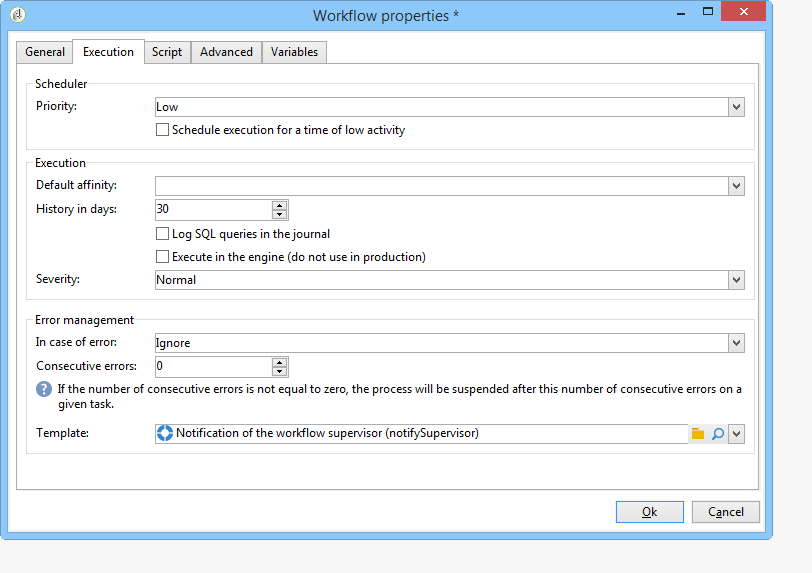 Workflow properties *
General Execution Script Advanced Variables
Scheduler
Priority: Low
Schedule execution for a time of low activity
Execution
Default affinity:
History in days: 30
Log SQL queries in the journal
Execute in the engine (do not use in production)
Severity: Normal
Error management
In case of error: Ignore
Consecutive errors: 0
If the number of consecutive errors is not equal to zero, the process will be suspended after this number of consecutive errors on a
given task.
Template: Notification of the workflow supervisor (notifySupervisor)
Ok Cancel